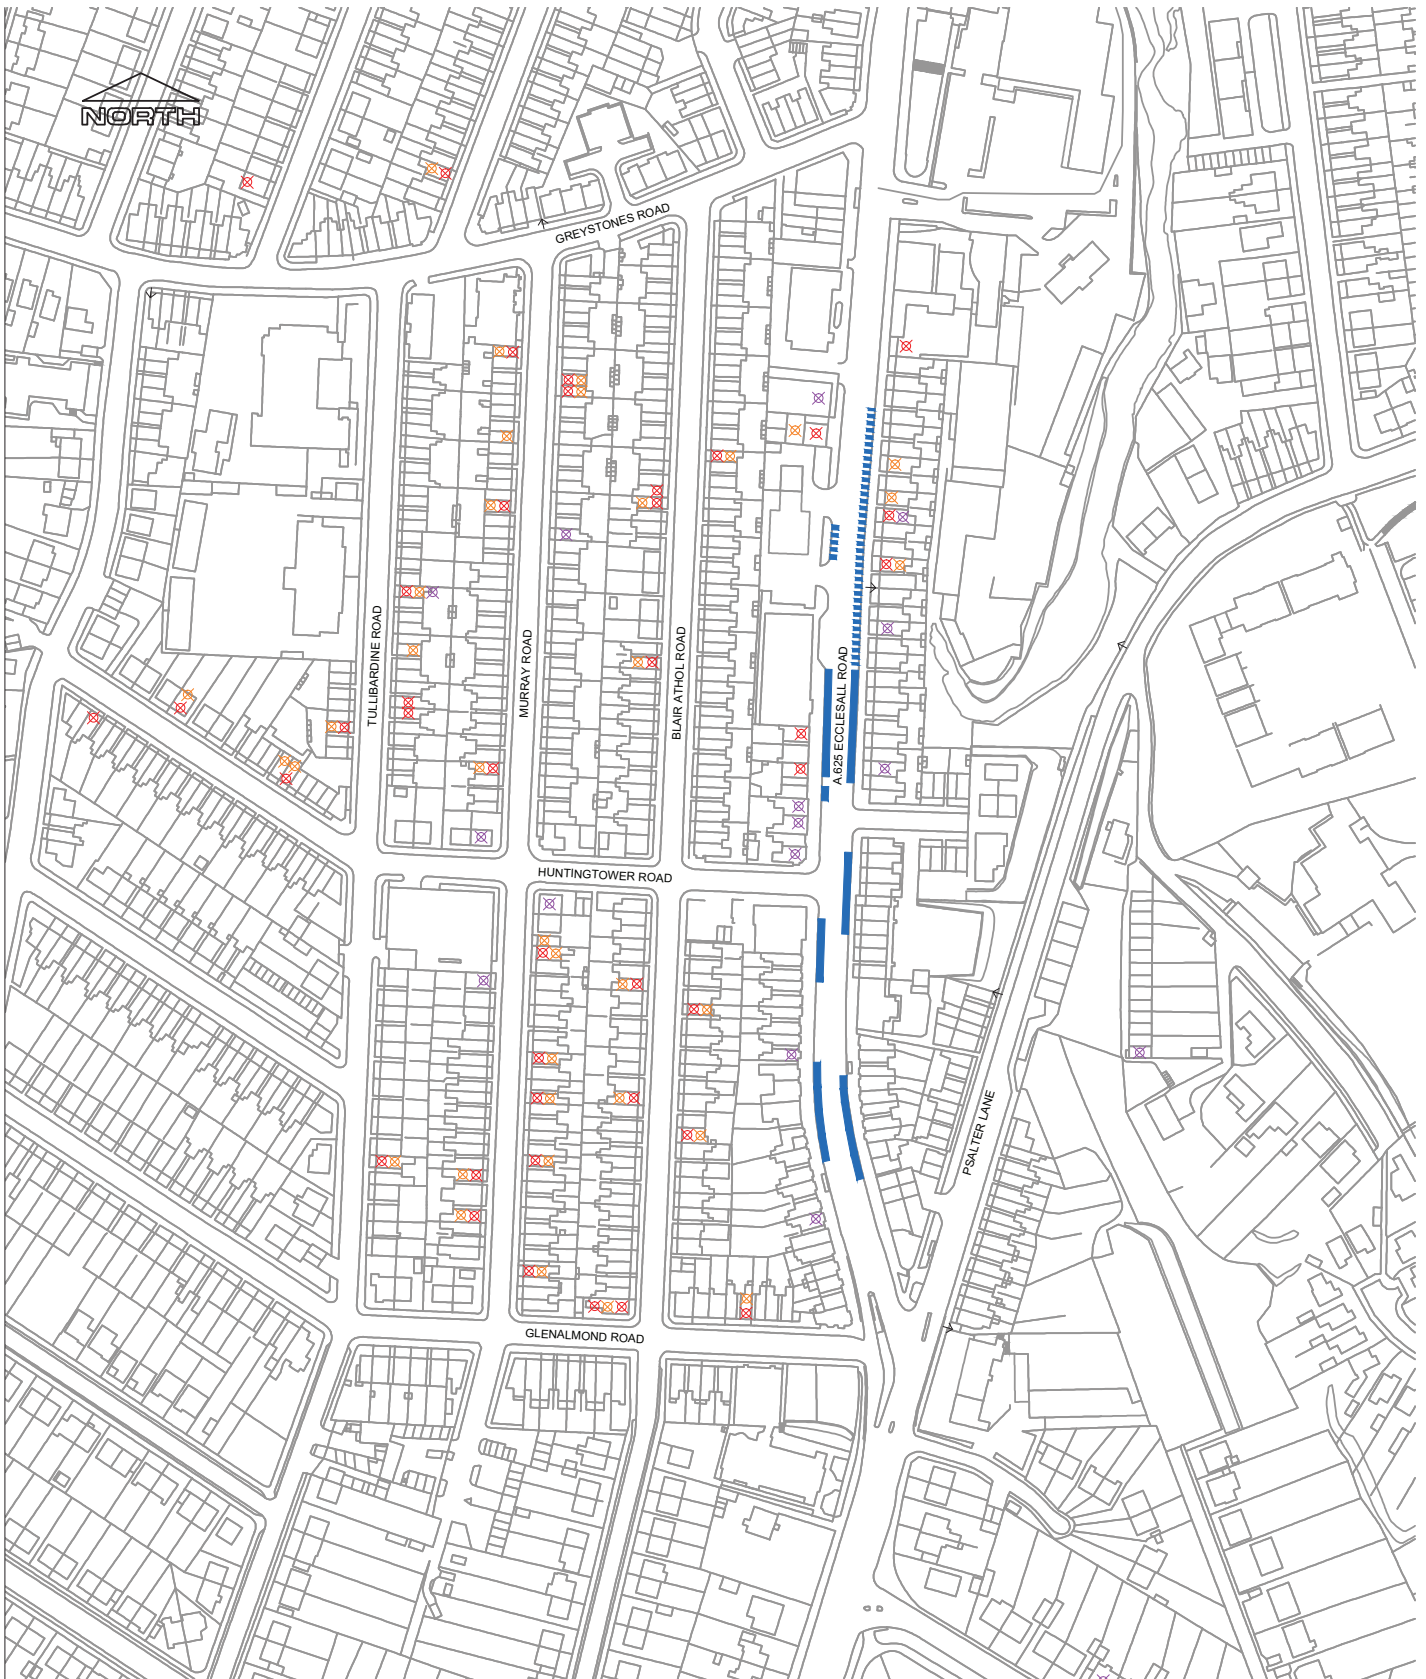 NORTH
GREYSTONES ROAD
TULLIBARDINE ROAD
MURRAY ROAD
BLAIR ATHOL ROAD
A.625 ECCLESALL ROAD
HUNTINGTOWER ROAD
PSALTER LANE
GLENALMOND ROAD